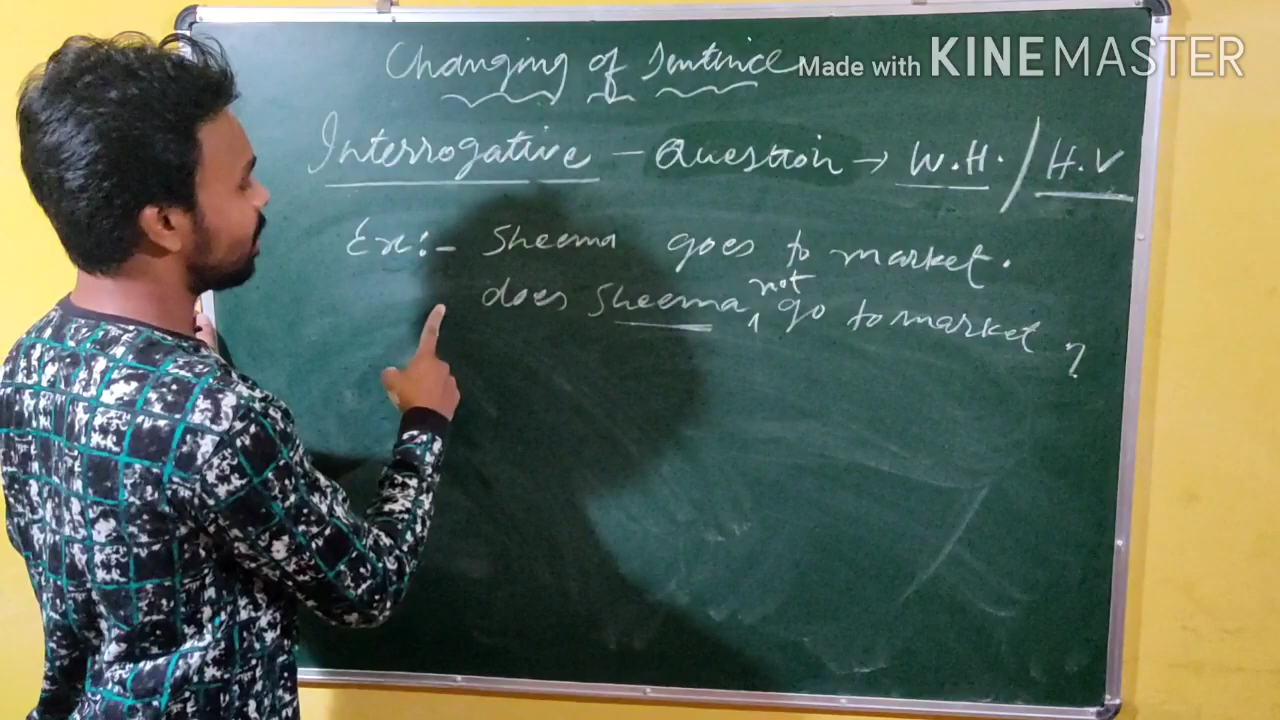 Changing of Sentence
Made with KINEMASTER
Interrogative - Question → W.H. / H.V
Ex:- Sheema goes to market.
does Sheema not go to market ?